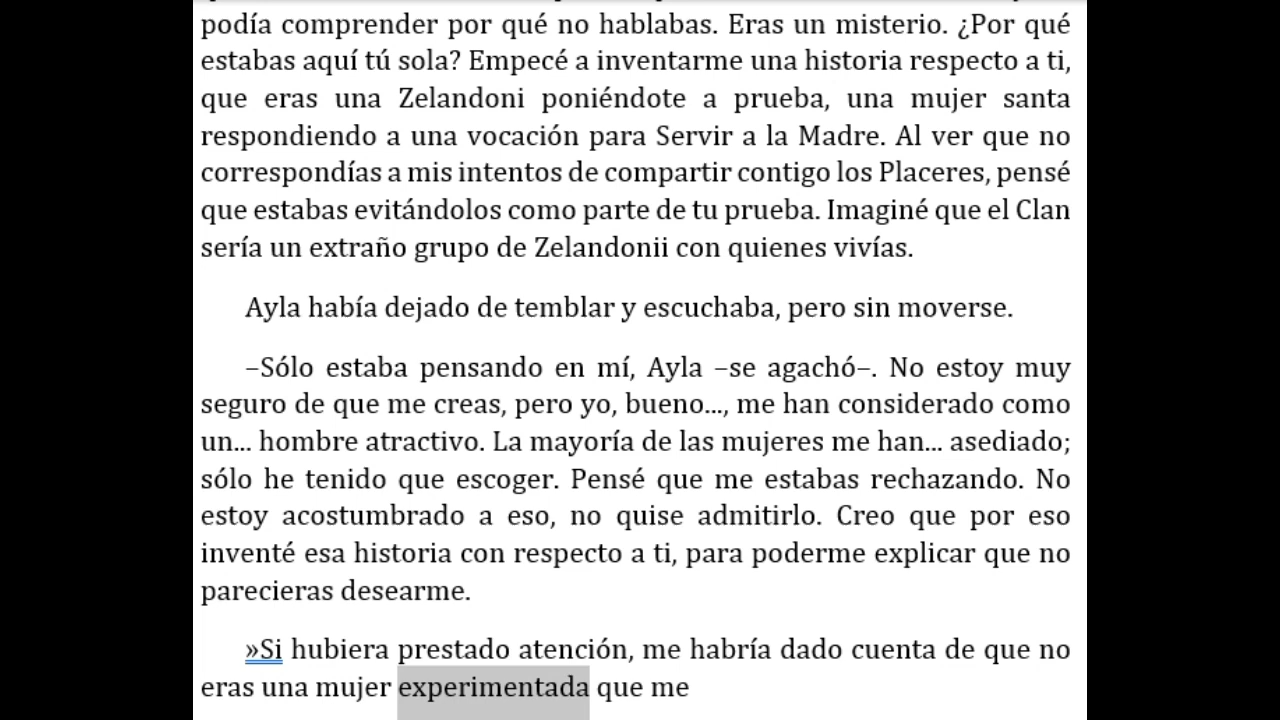 podía comprender por qué no hablabas. Eras un misterio. ¿Por qué
estabas aquí tú sola? Empecé a inventarme una historia respecto a ti,
que eras una Zelandoni poniéndote a prueba, una mujer santa
respondiendo a una vocación para Servir a la Madre. Al ver que no
correspondías a mis intentos de compartir contigo los Placeres, pensé
que estabas evitándolos como parte de tu prueba. Imaginé que el Clan
sería un extraño grupo de Zelandonii con quienes vivías.
Ayla había dejado de temblar y escuchaba, pero sin moverse.
–Sólo estaba pensando en mí, Ayla –se agachó–. No estoy muy
seguro de que me creas, pero yo, bueno..., me han considerado como
un... hombre atractivo. La mayoría de las mujeres me han... asediado;
sólo he tenido que escoger. Pensé que me estabas rechazando. No
estoy acostumbrado a eso, no quise admitirlo. Creo que por eso
inventé esa historia con respecto a ti, para poderme explicar que no
parecieras desearme.
»Si hubiera prestado atención, me habría dado cuenta de que no
eras una mujer experimentada que me